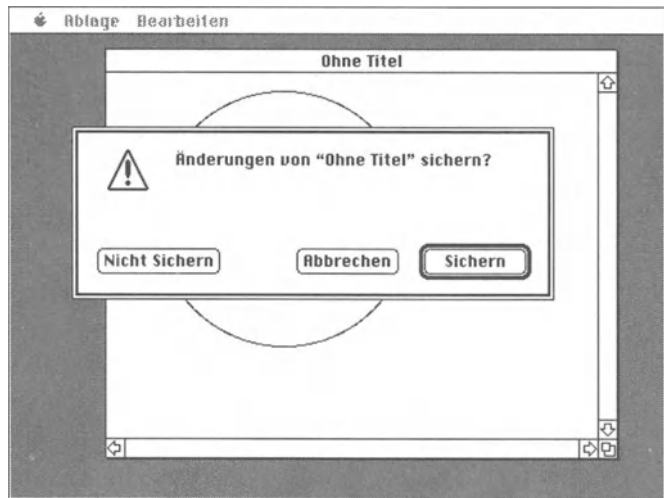 Ablage Bearbeiten
Ohne Titel
Änderungen von “Ohne Titel” sichern?
Nicht Sichern Abbrechen Sichern